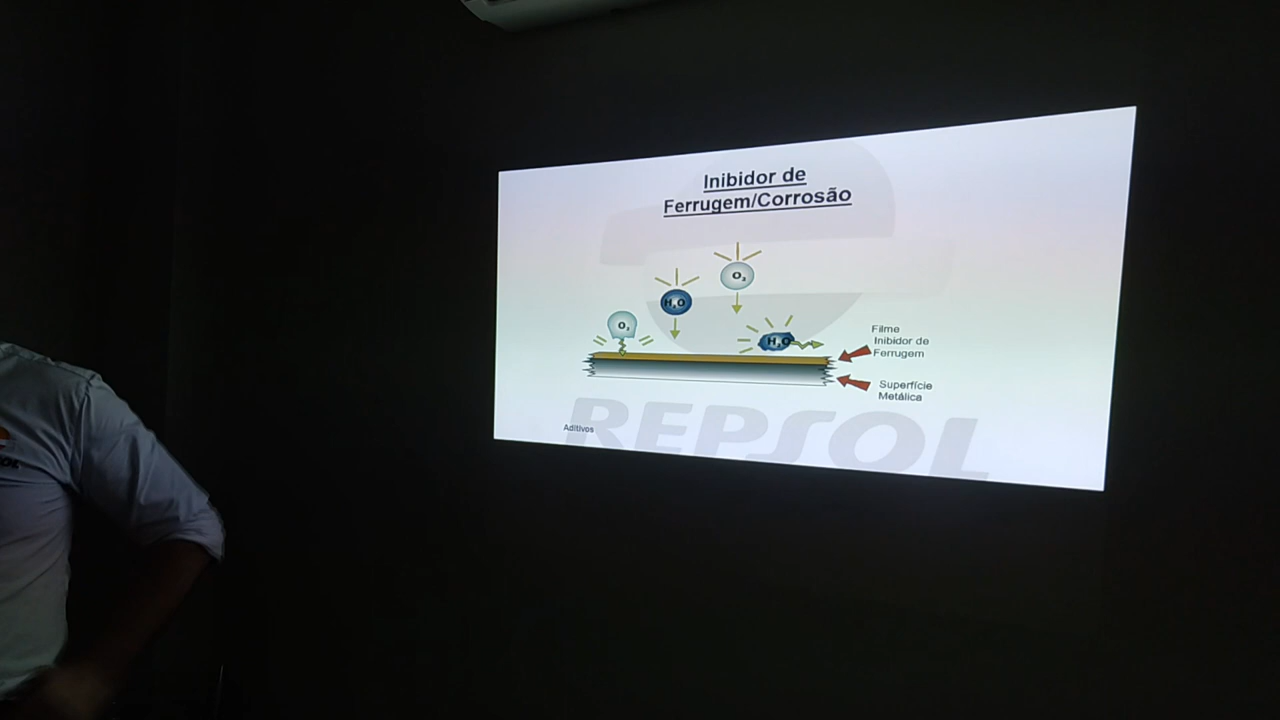 Inibidor de
Ferrugem/Corrosão
O₂
H₂O
O₂
H₂O
Filme
Inibidor de
Ferrugem
Superfície
Metálica
Aditivos
REPSOL